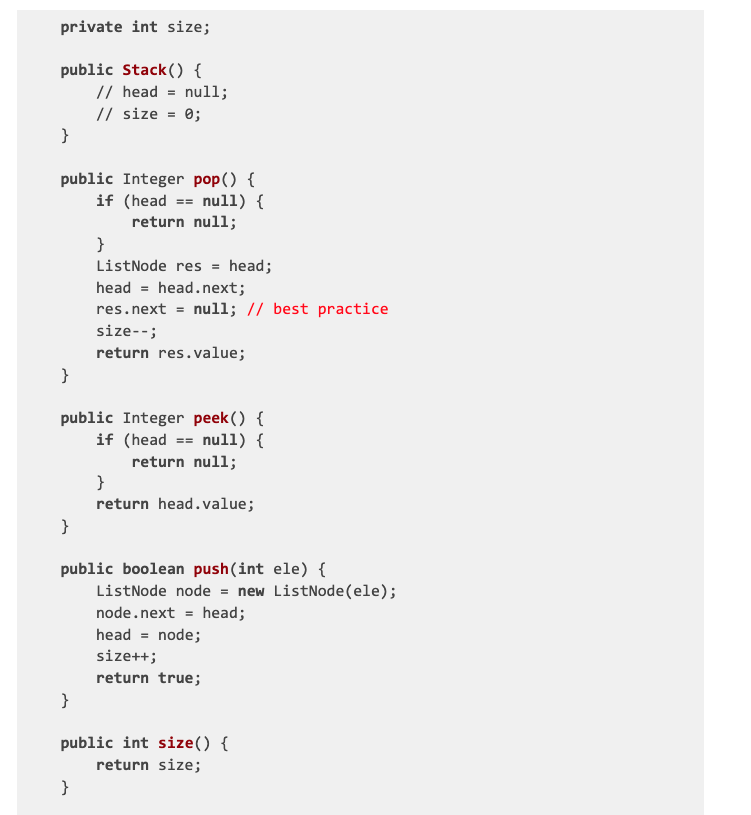 private int size;
public Stack() {
// head = null;
// size = 0;
}
public Integer pop() {
if (head == null) {
return null;
}
ListNode res = head;
head = head.next;
res.next = null; // best practice
size--;
return res.value;
}
public Integer peek() {
if (head == null) {
return null;
}
return head.value;
}
public boolean push(int ele) {
ListNode node = new ListNode(ele);
node.next = head;
head = node;
size++;
return true;
}
public int size() {
return size;
}